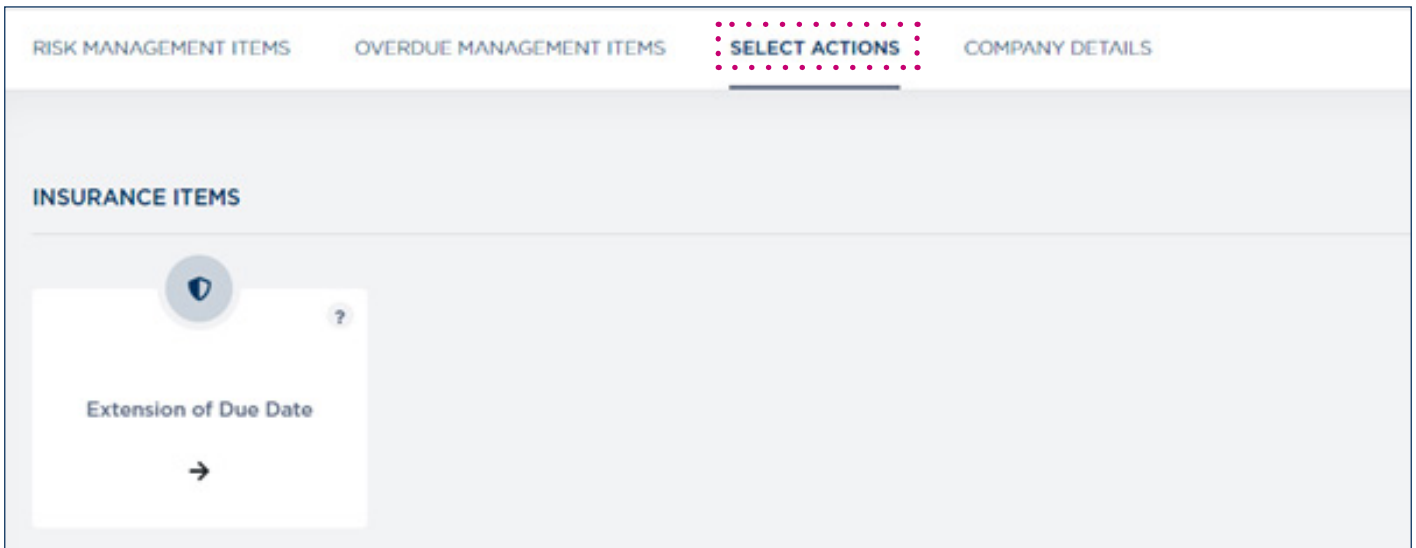 RISK MANAGEMENT ITEMS OVERDUE MANAGEMENT ITEMS SELECT ACTIONS COMPANY DETAILS
INSURANCE ITEMS
?
Extension of Due Date